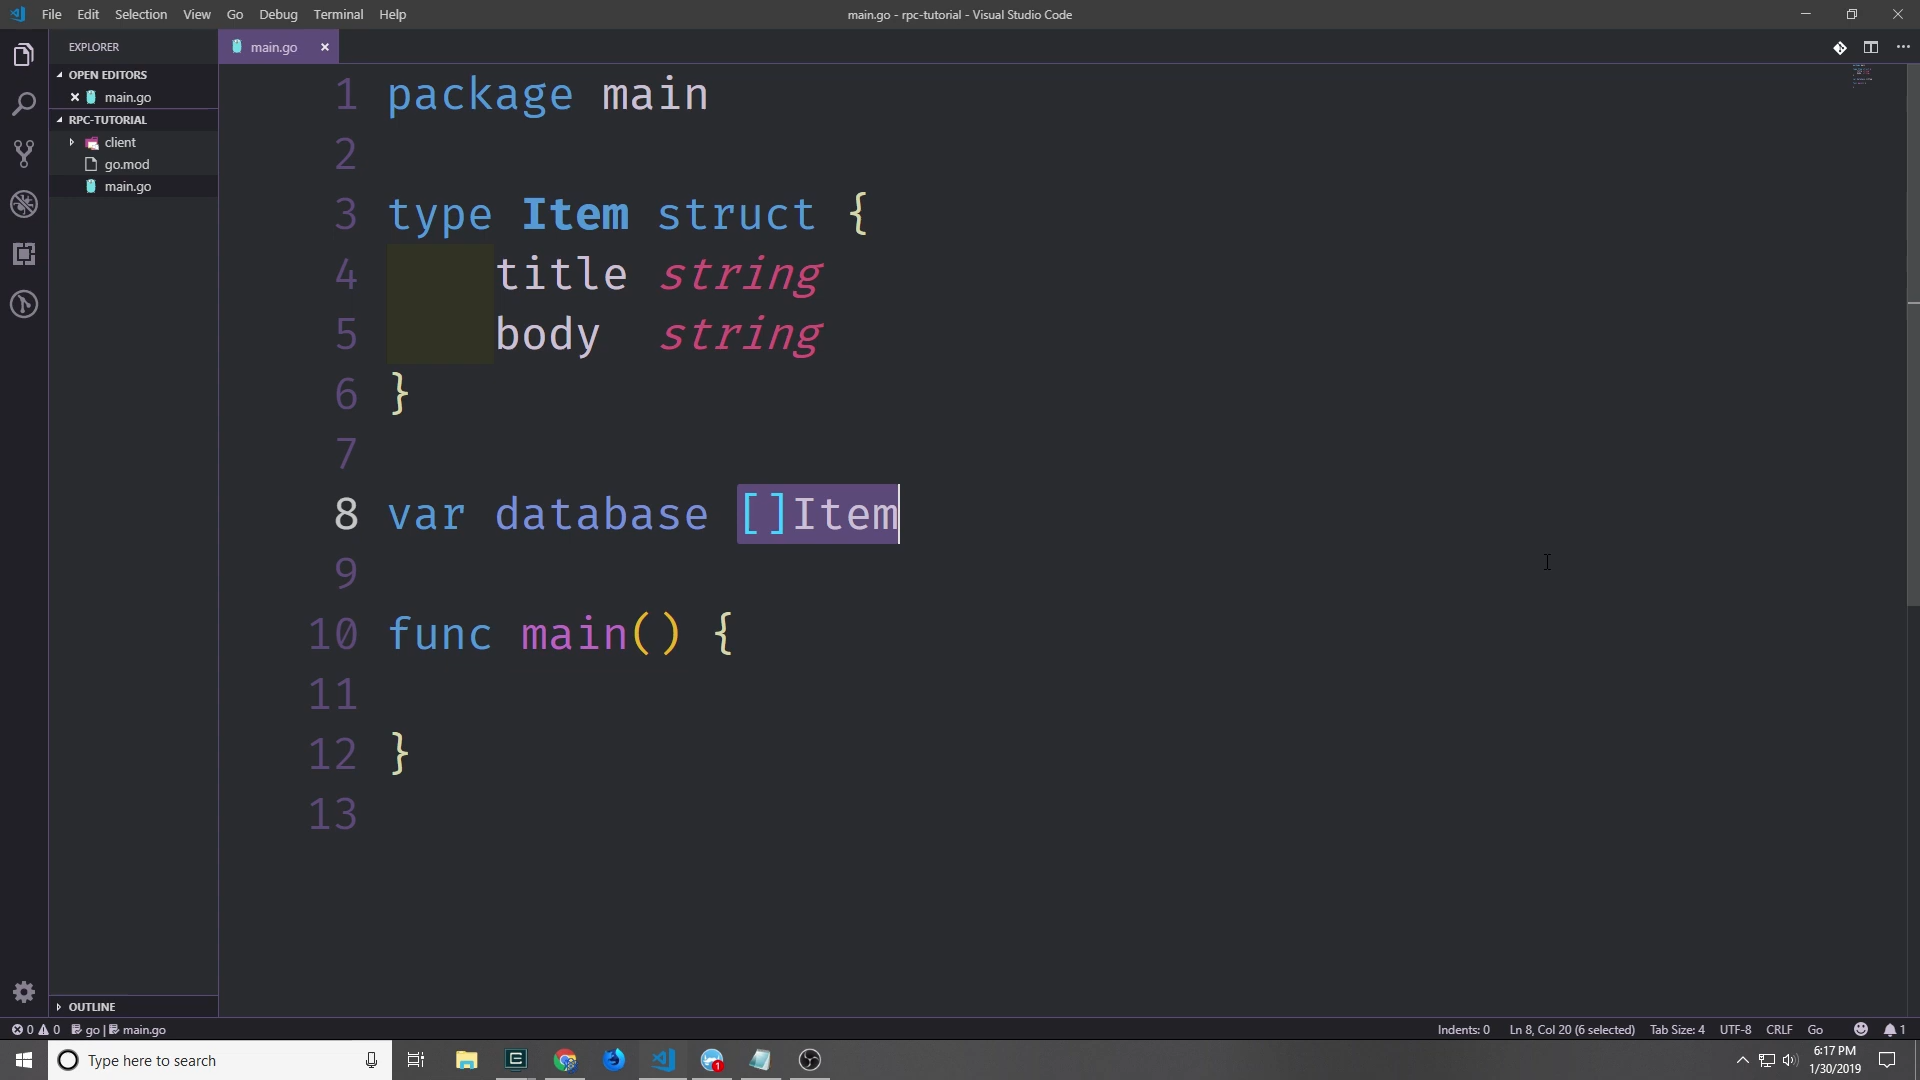 File Edit Selection View Go Debug Terminal Help
main.go - rpc-tutorial - Visual Studio Code
EXPLORER
main.go
OPEN EDITORS
main.go
RPC-TUTORIAL
client
go.mod
main.go
OUTLINE
1 package main
2
3 type Item struct {
4 title string
5 body string
6 }
7
8 var database []Item
9
10 func main() {
11
12 }
13
0 0 go | main.go
Indents: 0 Ln 8, Col 20 (6 selected) Tab Size: 4 UTF-8 CRLF Go 1
Type here to search
1
6:17 PM
1/30/2019